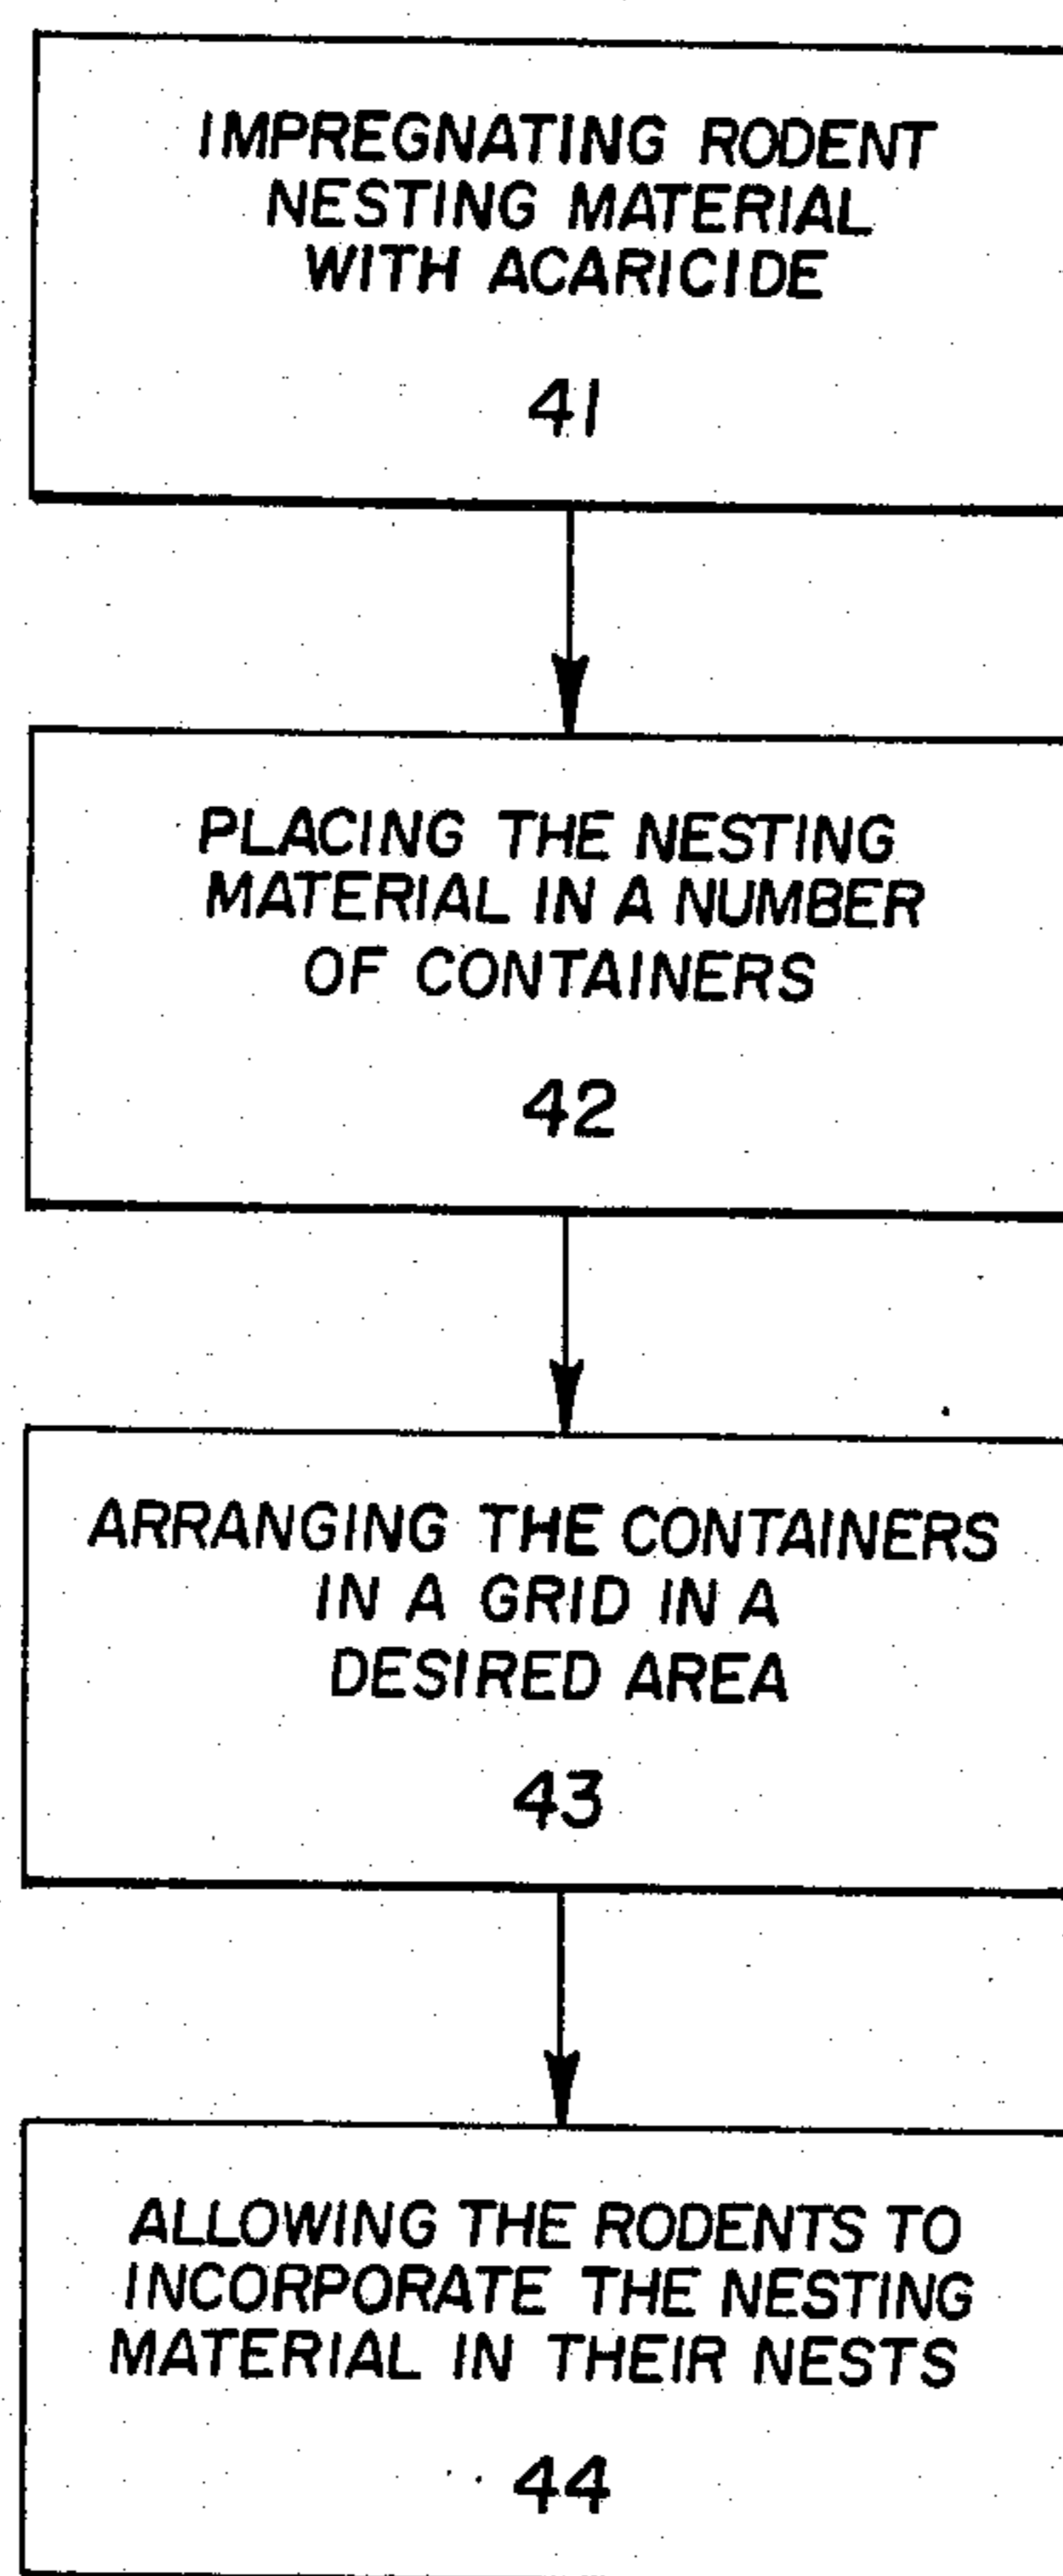 IMPREGNATING RODENT
NESTING MATERIAL
WITH ACARICIDE
41
PLACING THE NESTING
MATERIAL IN A NUMBER
OF CONTAINERS
42
ARRANGING THE CONTAINERS
IN A GRID IN A
DESIRED AREA
43
ALLOWING THE RODENTS TO
INCORPORATE THE NESTING
MATERIAL IN THEIR NESTS
44